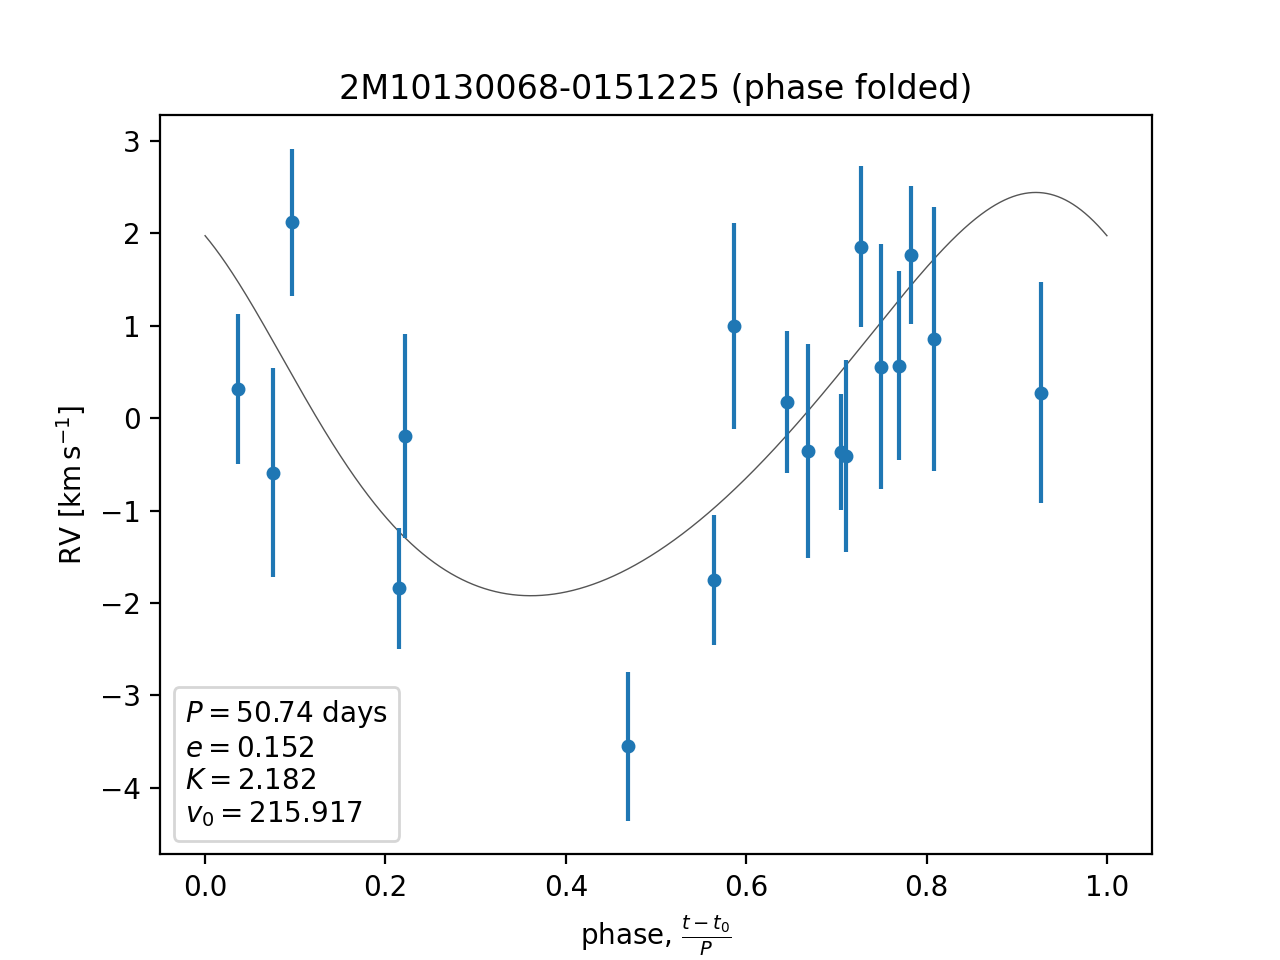 2M10130068-0151225 (phase folded)
3
2
1
0
−1
−2
−3
−4
RV [km s⁻¹]
P = 50.74 days
e = 0.152
K = 2.182
v₀ = 215.917
0.0 0.2 0.4 0.6 0.8 1.0
phase, (t − t₀)/P